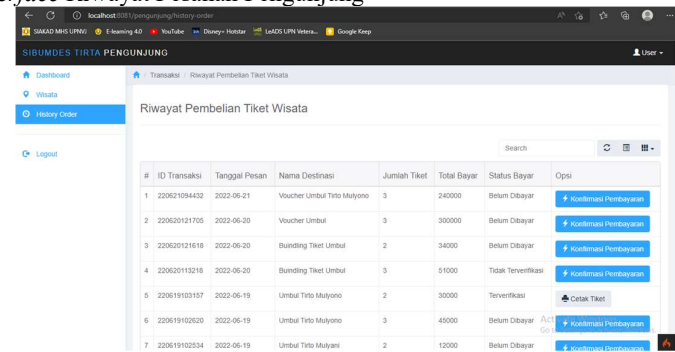 Riwayat Pembelian Pengunjung
localhost:8081/pengunjung/history-order
SIAKAD MHS UPNVJ E-learning 4.0 YouTube Disney+ Hotstar LeADS UPN Vetera... Google Keep
SIBUMDES TIRTA PENGUNJUNG User
Dashboard
Wisata
History Order
Logout
/ Transaksi / Riwayat Pembelian Tiket Wisata
Riwayat Pembelian Tiket Wisata
Search
# ID Transaksi Tanggal Pesan Nama Destinasi Jumlah Tiket Total Bayar Status Bayar Opsi
1 220621094432 2022-06-21 Voucher Umbul Tirto Mulyono 3 240000 Belum Dibayar Konfirmasi Pembayaran
2 220620121705 2022-06-20 Voucher Umbul 3 300000 Belum Dibayar Konfirmasi Pembayaran
3 220620121618 2022-06-20 Buindling Tiket Umbul 2 34000 Belum Dibayar Konfirmasi Pembayaran
4 220620113218 2022-06-20 Buindling Tiket Umbul 3 51000 Tidak Terverifikasi Konfirmasi Pembayaran
5 220619103157 2022-06-19 Umbul Tirto Mulyono 2 30000 Terverifikasi Cetak Tiket
6 220619102620 2022-06-19 Umbul Tirto Mulyono 3 45000 Belum Dibayar Konfirmasi Pembayaran
7 220619102534 2022-06-19 Umbul Tirto Mulyani 2 12000 Belum Dibayar Konfirmasi Pembayaran